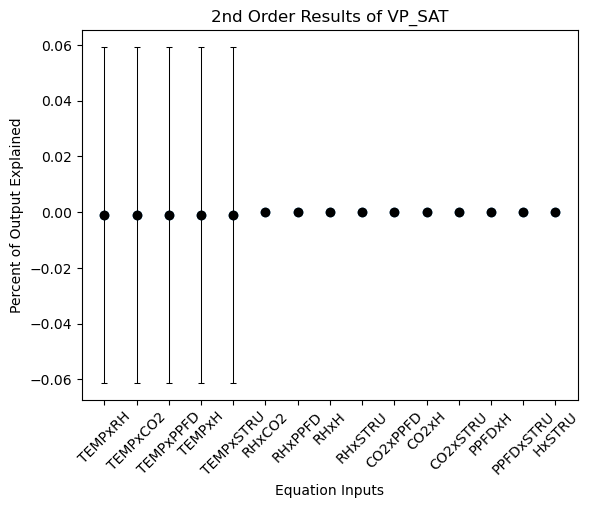 2nd Order Results of VP_SAT
Percent of Output Explained
0.06
0.04
0.02
0.00
−0.02
−0.04
−0.06
TEMPxRH
TEMPxCO2
TEMPxPPFD
TEMPxH
TEMPxSTRU
RHxCO2
RHxPPFD
RHxH
RHxSTRU
CO2xPPFD
CO2xH
CO2xSTRU
PPFDxH
PPFDxSTRU
HxSTRU
Equation Inputs